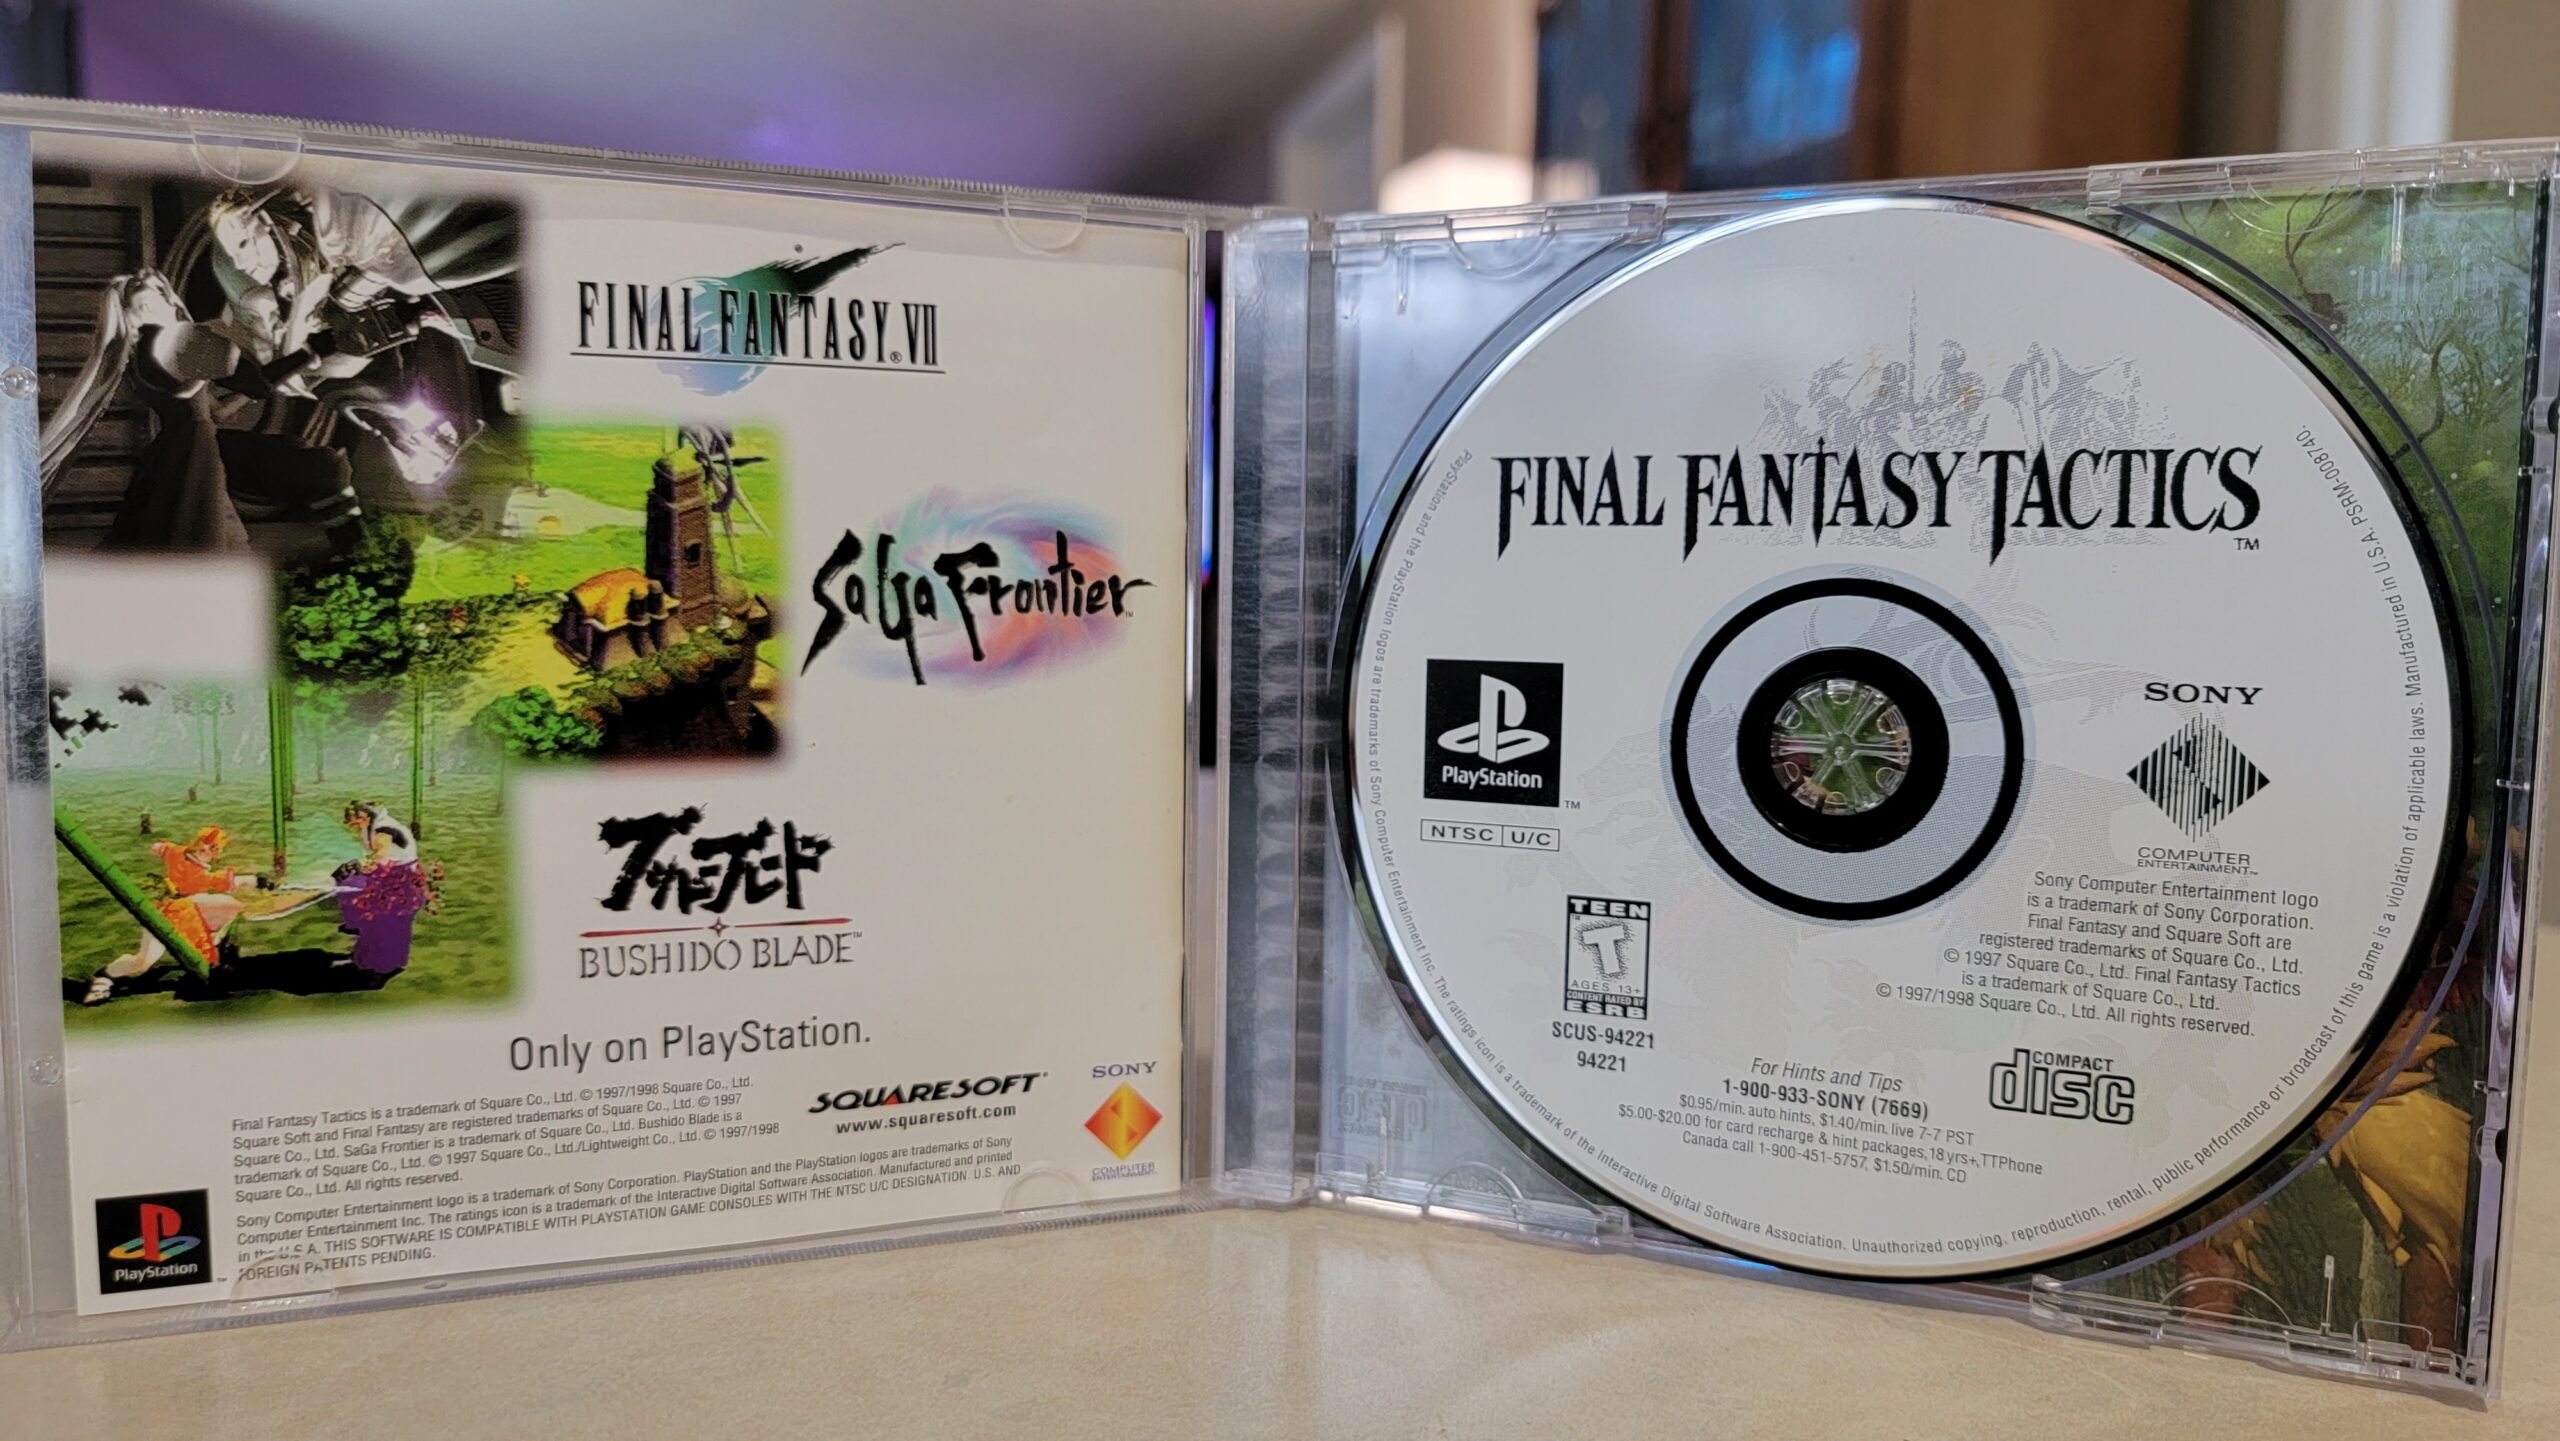 FINAL FANTASY® VII
SaGa Frontier™
ブシドーブレード
BUSHIDO BLADE™
Only on PlayStation.
Final Fantasy Tactics is a trademark of Square Co., Ltd. © 1997/1998 Square Co., Ltd.
Square Soft and Final Fantasy are registered trademarks of Square Co., Ltd. © 1997
Square Co., Ltd. SaGa Frontier is a trademark of Square Co., Ltd. Bushido Blade is a
trademark of Square Co., Ltd. © 1997 Square Co., Ltd./Lightweight Co., Ltd. © 1997/1998
Square Co., Ltd. All rights reserved.
SQUARESOFT
www.squaresoft.com
SONY
COMPUTER
ENTERTAINMENT
Sony Computer Entertainment logo is a trademark of Sony Corporation. PlayStation and the PlayStation logos are trademarks of Sony
Computer Entertainment Inc. The ratings icon is a trademark of the Interactive Digital Software Association. Manufactured and printed
in the U.S.A. THIS SOFTWARE IS COMPATIBLE WITH PLAYSTATION GAME CONSOLES WITH THE NTSC U/C DESIGNATION. U.S. AND
FOREIGN PATENTS PENDING.
PlayStation
™
FINAL FANTASY TACTICS
™
PlayStation
™
NTSC U/C
SONY
COMPUTER
ENTERTAINMENT™
TEEN
T
AGES 13+
CONTENT RATED BY
ESRB
SCUS-94221
94221
Sony Computer Entertainment logo
is a trademark of Sony Corporation.
Final Fantasy and Square Soft are
registered trademarks of Square Co., Ltd.
© 1997 Square Co., Ltd. Final Fantasy Tactics
is a trademark of Square Co., Ltd.
© 1997/1998 Square Co., Ltd. All rights reserved.
For Hints and Tips
1-900-933-SONY (7669)
$0.95/min. auto hints, $1.40/min. live 7-7 PST
$5.00-$20.00 for card recharge & hint packages, 18 yrs+, TTPhone
Canada call 1-900-451-5757, $1.50/min. CD
COMPACT
disc
PlayStation and the PlayStation logos are trademarks of Sony Computer Entertainment Inc. The ratings icon is a trademark of the Interactive Digital Software Association. Unauthorized copying, reproduction, rental, public performance or broadcast of this game is a violation of applicable laws. Manufactured in U.S.A. PSRM-008740.